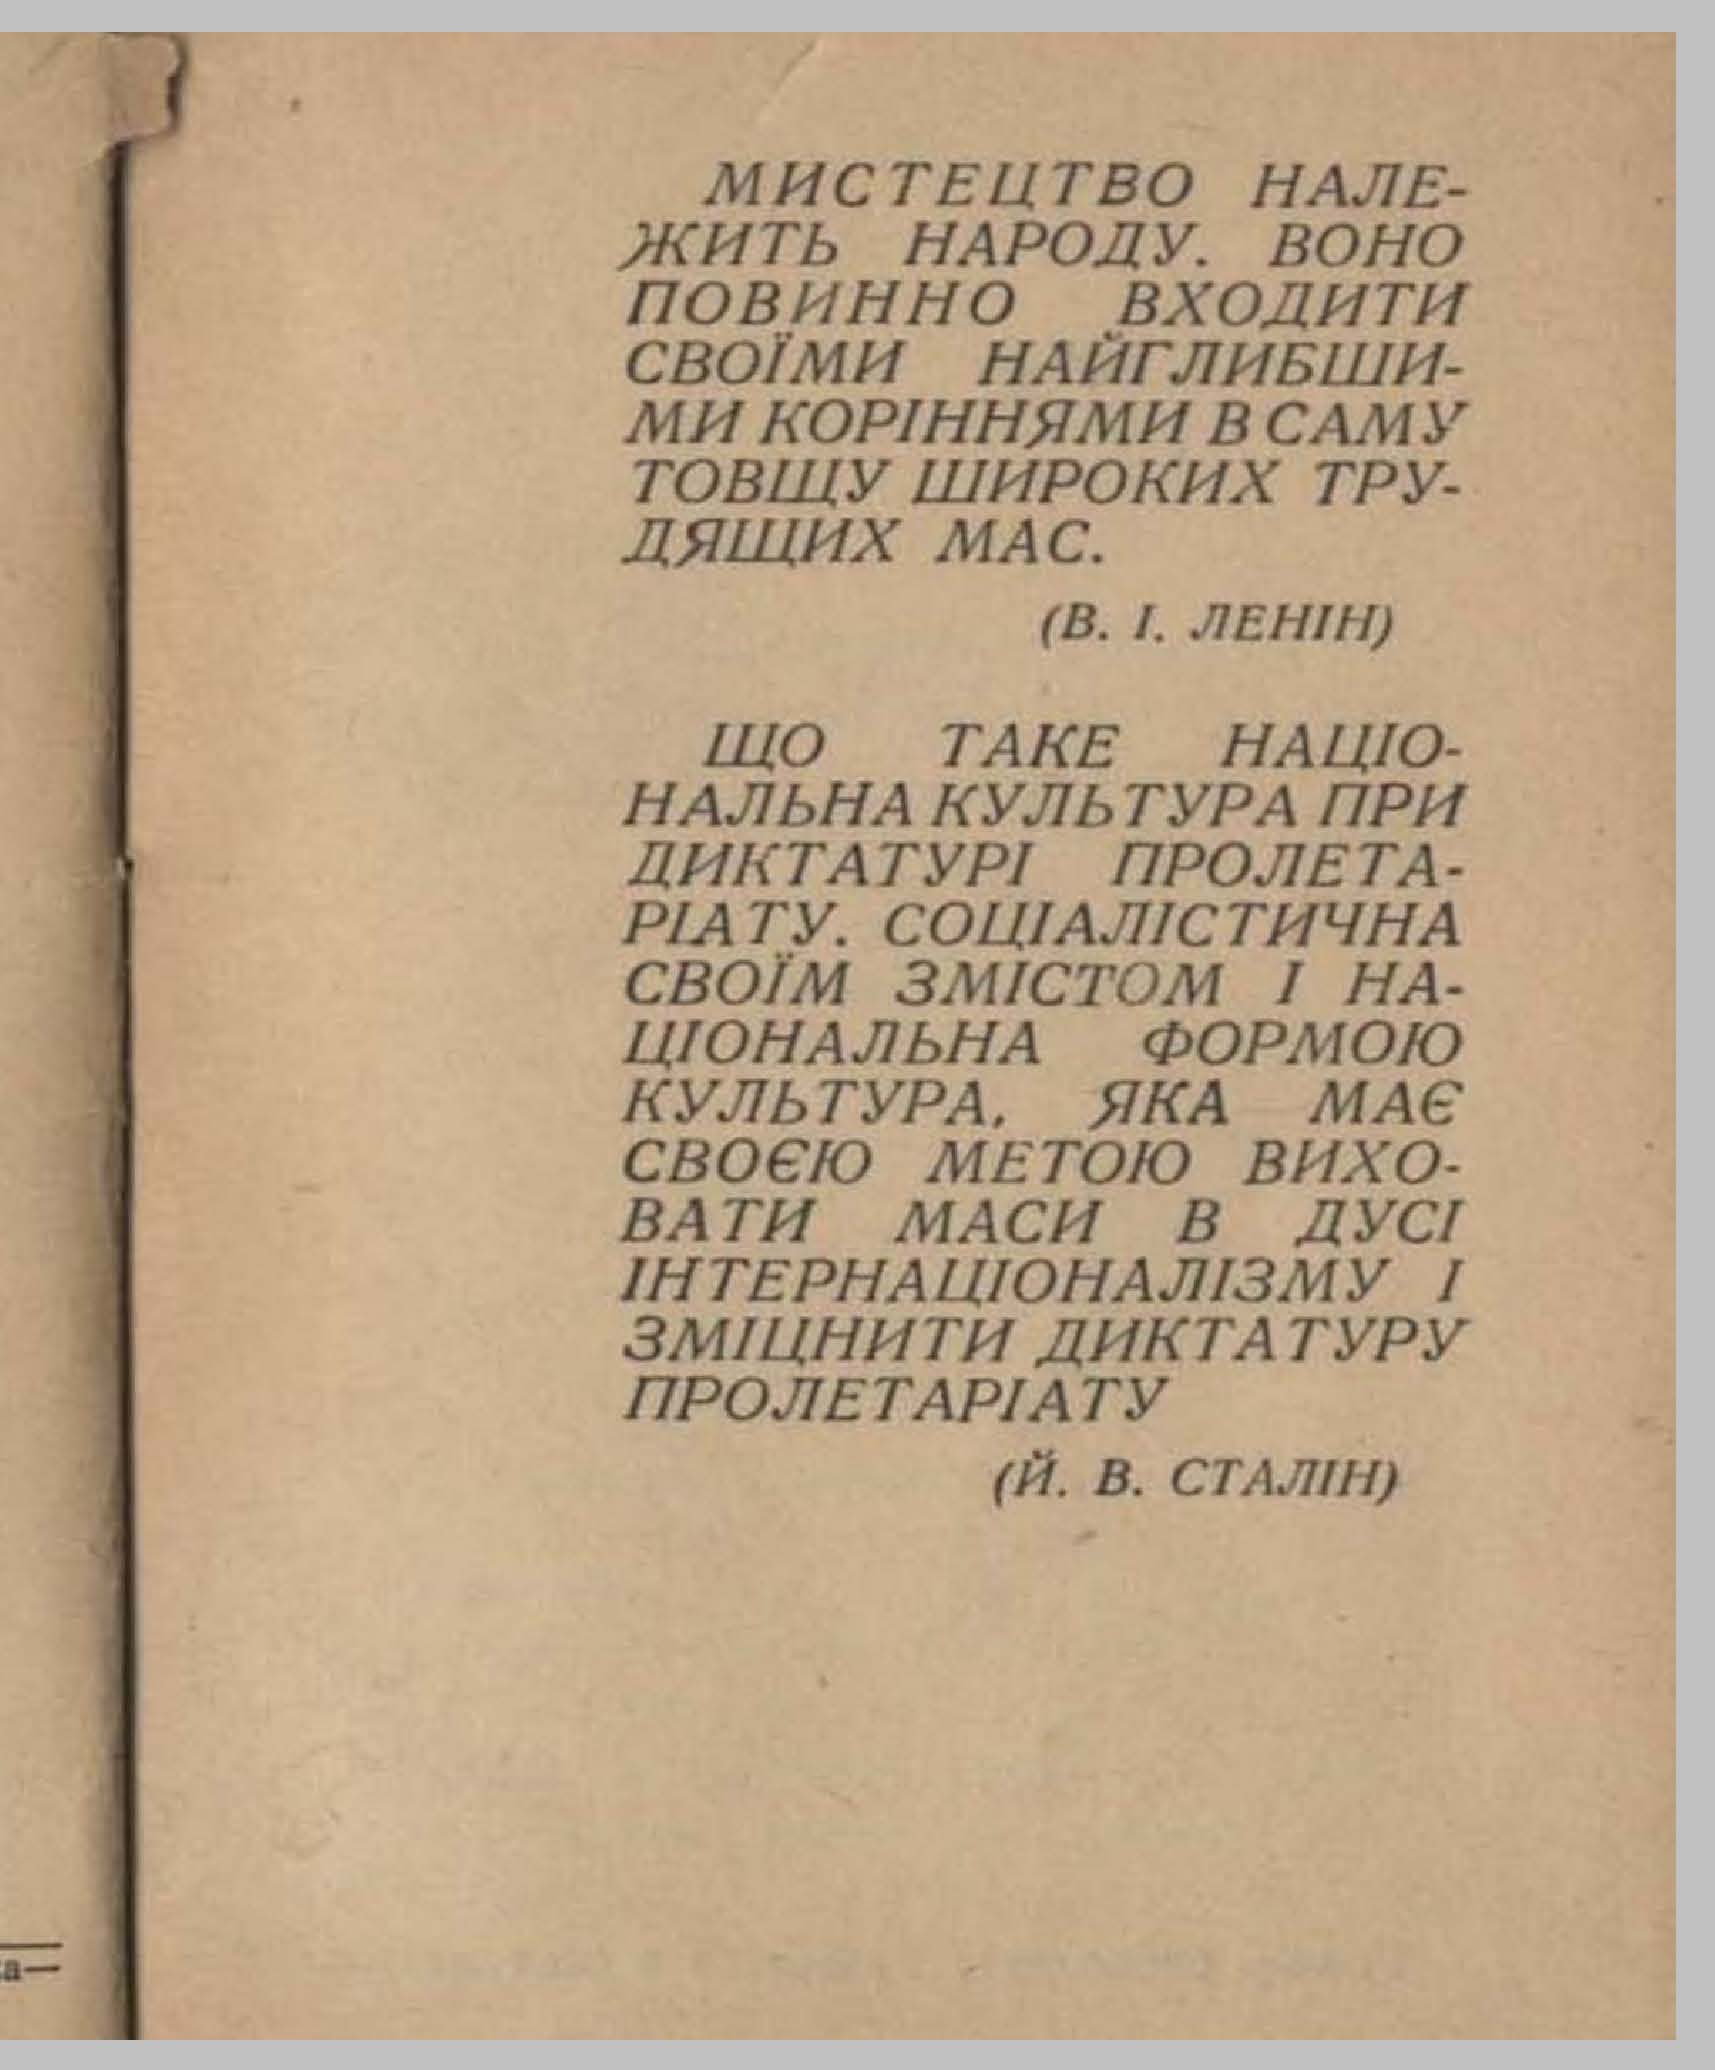 МИСТЕЦТВО НАЛЕ-
ЖИТЬ НАРОДУ. ВОНО
ПОВИННО ВХОДИТИ
СВОЇМИ НАЙГЛИБШИ-
МИ КОРІННЯМИ В САМУ
ТОВЩУ ШИРОКИХ ТРУ-
ДЯЩИХ МАС.
(В. І. ЛЕНІН)
ЩО ТАКЕ НАЦІО-
НАЛЬНА КУЛЬТУРА ПРИ
ДИКТАТУРІ ПРОЛЕТА-
РІАТУ. СОЦІАЛІСТИЧНА
СВОЇМ ЗМІСТОМ І НА-
ЦІОНАЛЬНА ФОРМОЮ
КУЛЬТУРА, ЯКА МАЄ
СВОЄЮ МЕТОЮ ВИХО-
ВАТИ МАСИ В ДУСІ
ІНТЕРНАЦІОНАЛІЗМУ І
ЗМІЦНИТИ ДИКТАТУРУ
ПРОЛЕТАРІАТУ
(Й. В. СТАЛІН)